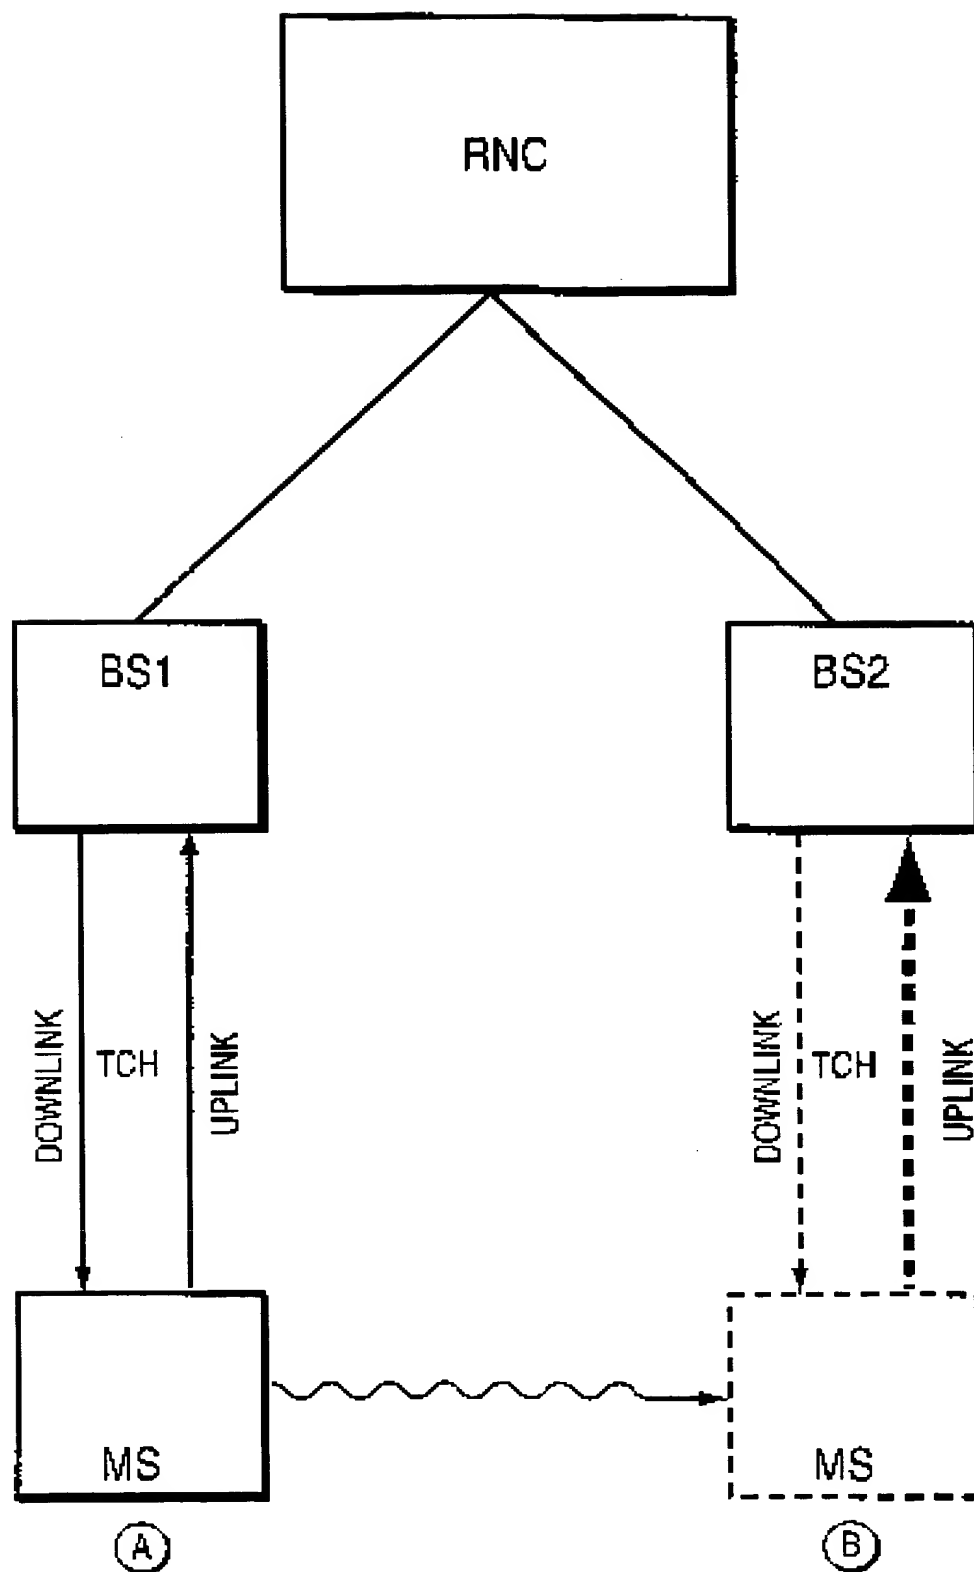 RNC
BS1
BS2
DOWNLINK
TCH
UPLINK
DOWNLINK
TCH
UPLINK
MS
MS
A
B